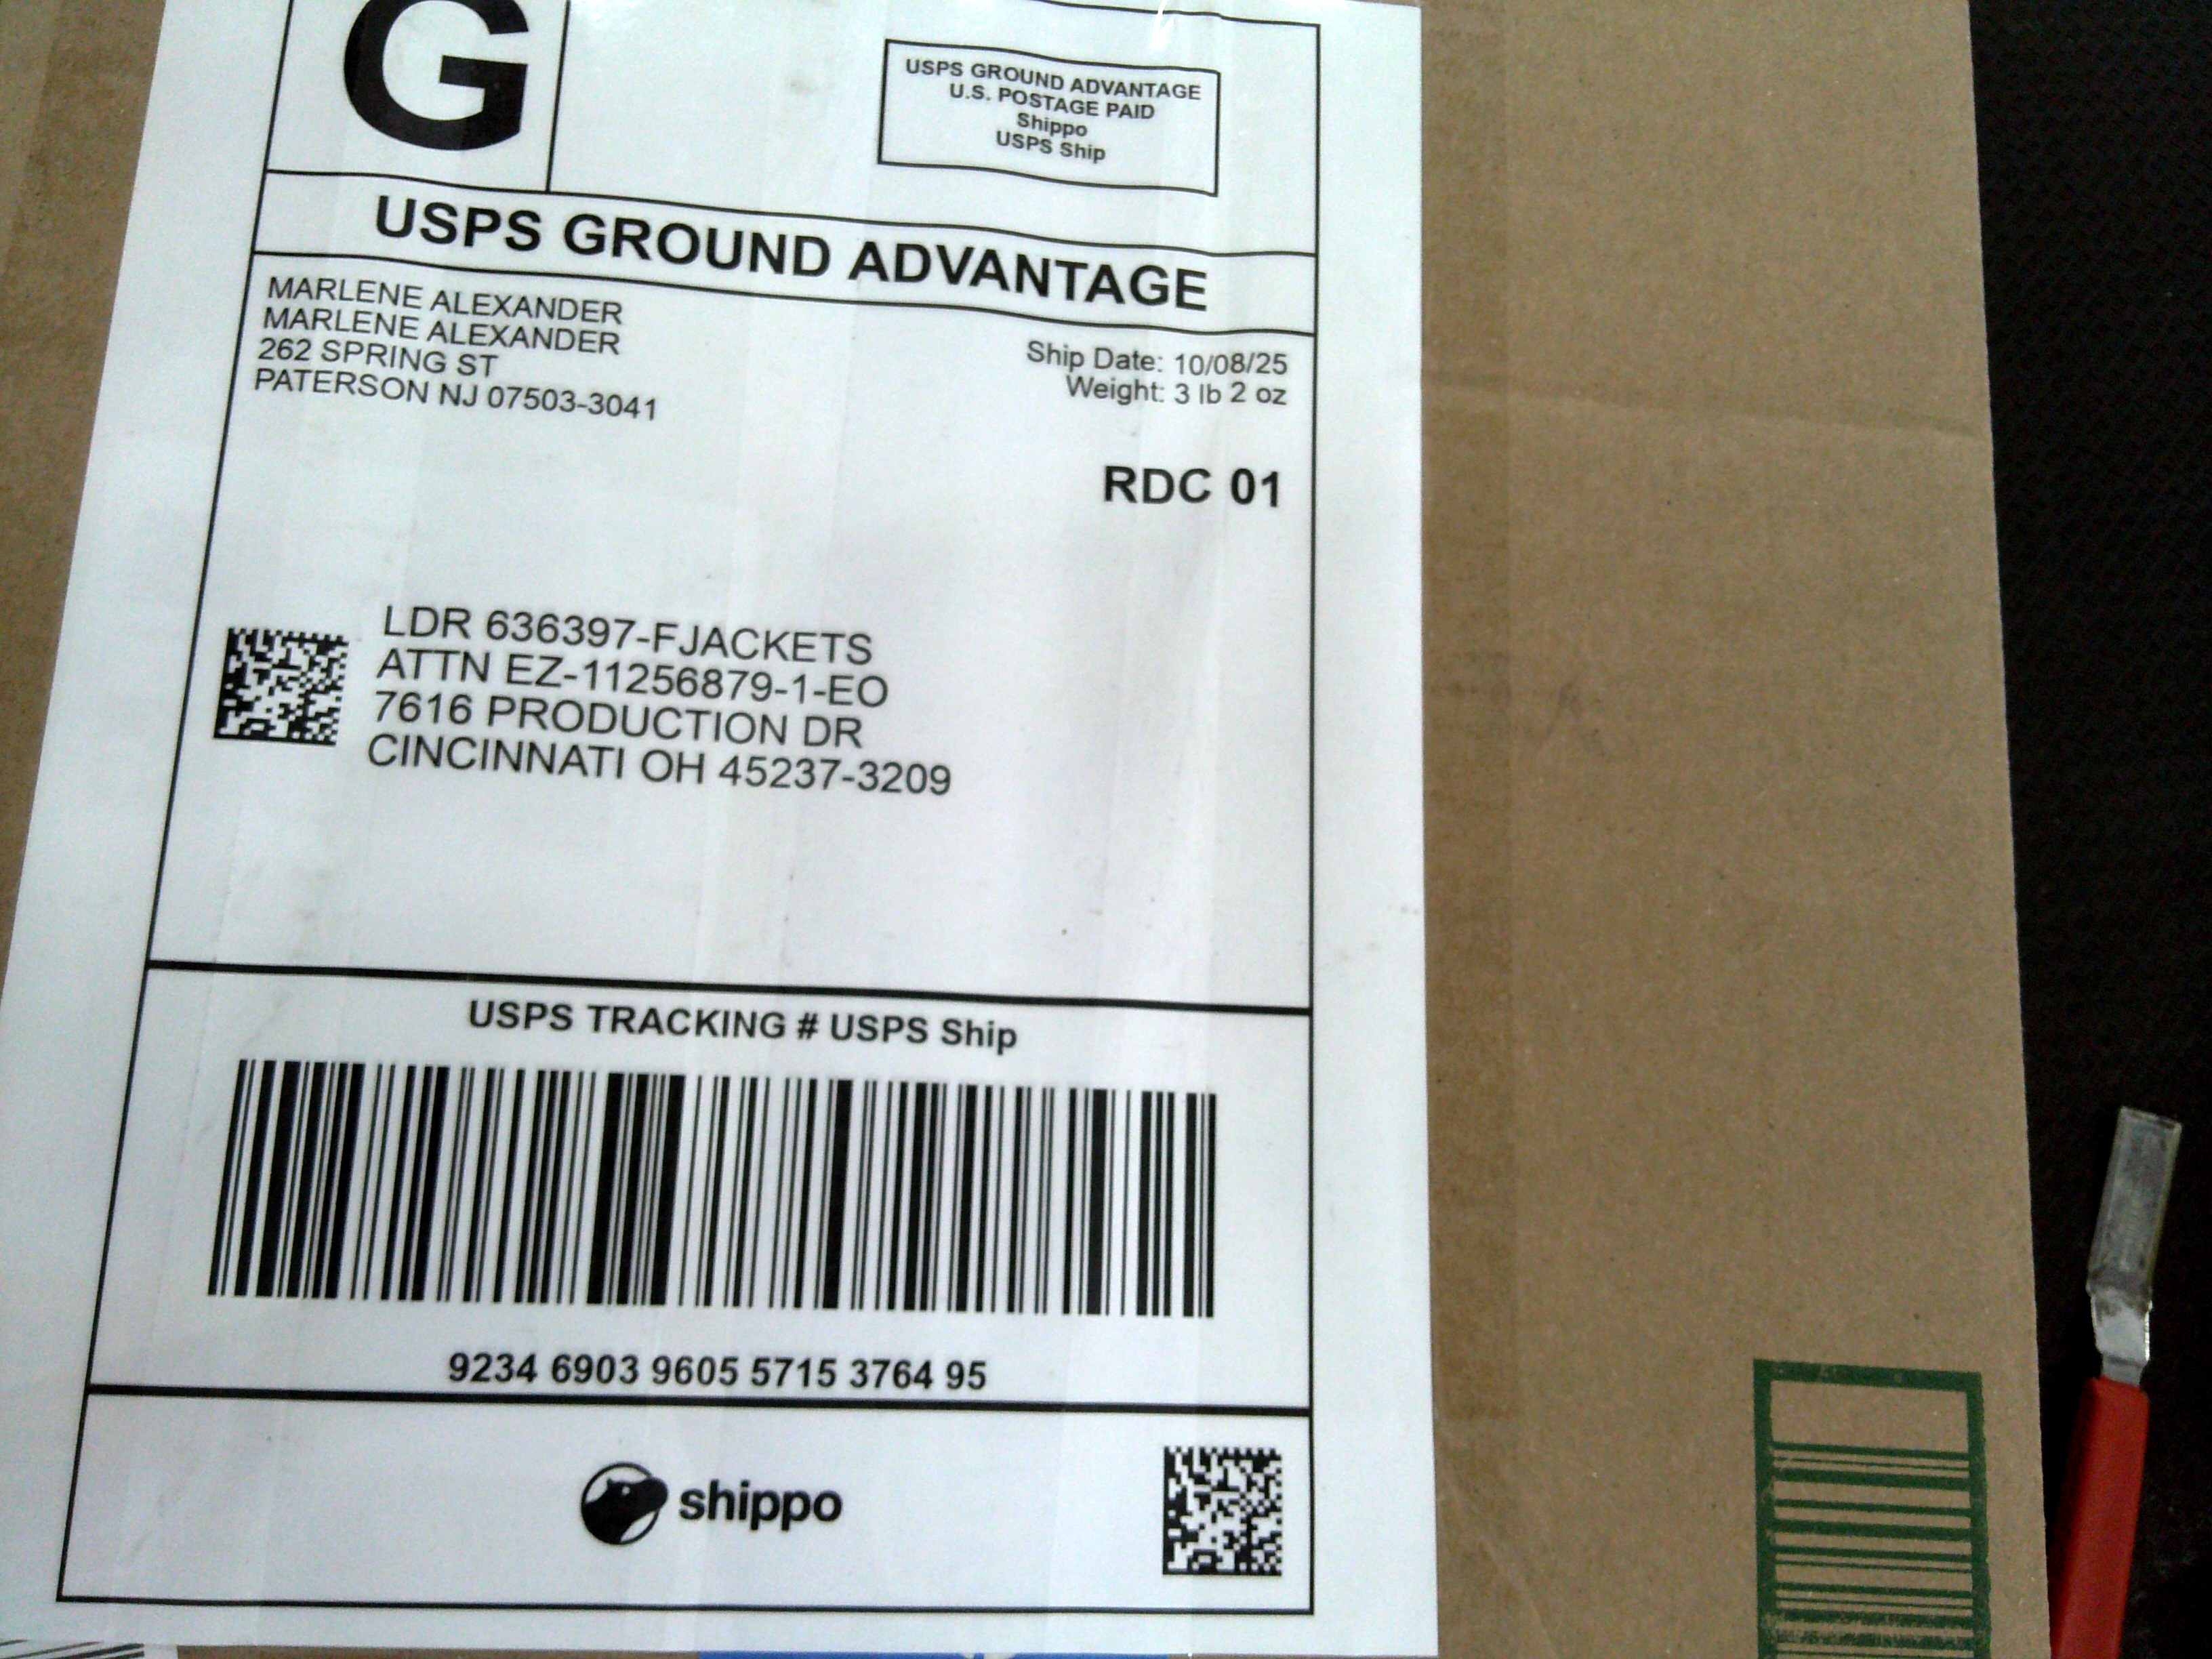 G
USPS GROUND ADVANTAGE
U.S. POSTAGE PAID
Shippo
USPS Ship
USPS GROUND ADVANTAGE
MARLENE ALEXANDER
MARLENE ALEXANDER
262 SPRING ST
PATERSON NJ 07503-3041
Ship Date: 10/08/25
Weight: 3 lb 2 oz
RDC 01
LDR 636397-FJACKETS
ATTN EZ-11256879-1-EO
7616 PRODUCTION DR
CINCINNATI OH 45237-3209
USPS TRACKING # USPS Ship
9234 6903 9605 5715 3764 95
shippo